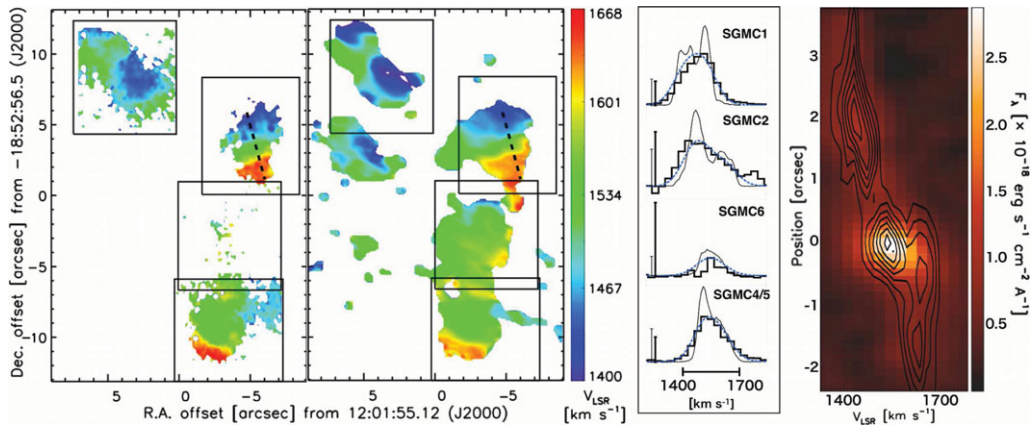 10
5
0
-5
-10
Dec. offset [arcsec] from -18:52:56.5 (J2000)
5 0 -5
5 0 -5
R.A. offset [arcsec] from 12:01:55.12 (J2000)
1668
1601
1534
1467
1400
V_LSR
[km s⁻¹]
SGMC1
SGMC2
SGMC6
SGMC4/5
1400 1700
[km s⁻¹]
Position [arcsec]
3
2
1
0
-1
-2
1400 1700
V_LSR [km s⁻¹]
2.5
2.0
1.5
1.0
0.5
F_λ [× 10⁻¹⁸ erg s⁻¹ cm⁻² A⁻¹]